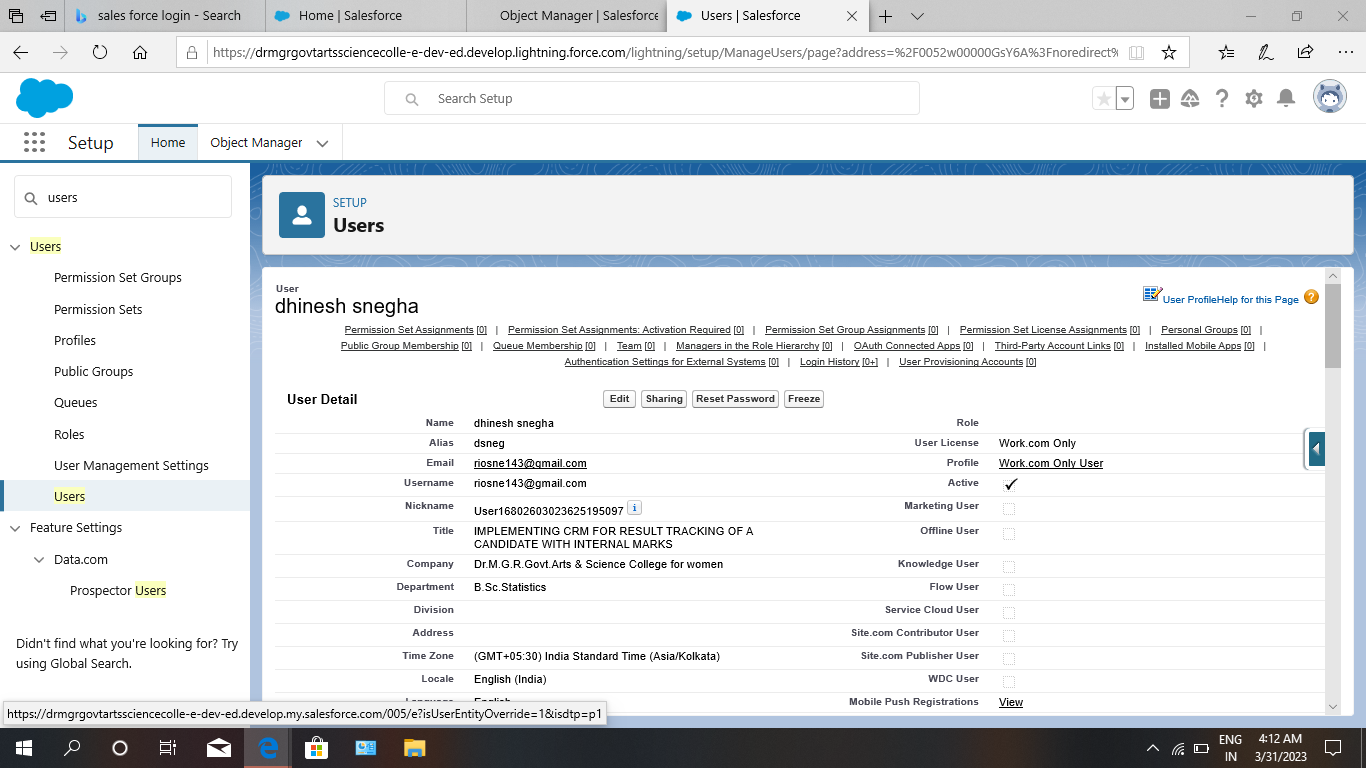 sales force login - Search
Home | Salesforce
Object Manager | Salesforce
Users | Salesforce
https://drmgrgovtartssciencecolle-e-dev-ed.develop.lightning.force.com/lightning/setup/ManageUsers/page?address=%2F0052w00000GsY6A%3Fnoredirect%
Search Setup
Setup
Home
Object Manager
users
Users
Permission Set Groups
Permission Sets
Profiles
Public Groups
Queues
Roles
User Management Settings
Users
Feature Settings
Data.com
Prospector Users
Didn't find what you're looking for? Try
using Global Search.
SETUP
Users
User
dhinesh snegha
User Profile Help for this Page
Permission Set Assignments [0] | Permission Set Assignments: Activation Required [0] | Permission Set Group Assignments [0] | Permission Set License Assignments [0] | Personal Groups [0] |
Public Group Membership [0] | Queue Membership [0] | Team [0] | Managers in the Role Hierarchy [0] | OAuth Connected Apps [0] | Third-Party Account Links [0] | Installed Mobile Apps [0] |
Authentication Settings for External Systems [0] | Login History [0+] | User Provisioning Accounts [0]
User Detail
Edit Sharing Reset Password Freeze
Name dhinesh snegha Role
Alias dsneg User License Work.com Only
Email riosne143@gmail.com Profile Work.com Only User
Username riosne143@gmail.com Active
Nickname User16802603023625195097 i Marketing User
Title IMPLEMENTING CRM FOR RESULT TRACKING OF A
CANDIDATE WITH INTERNAL MARKS
Offline User
Company Dr.M.G.R.Govt.Arts & Science College for women Knowledge User
Department B.Sc.Statistics Flow User
Division Service Cloud User
Address Site.com Contributor User
Time Zone (GMT+05:30) India Standard Time (Asia/Kolkata) Site.com Publisher User
Locale English (India) WDC User
Language English Mobile Push Registrations View
https://drmgrgovtartssciencecolle-e-dev-ed.develop.my.salesforce.com/005/e?isUserEntityOverride=1&isdtp=p1
ENG
IN
4:12 AM
3/31/2023